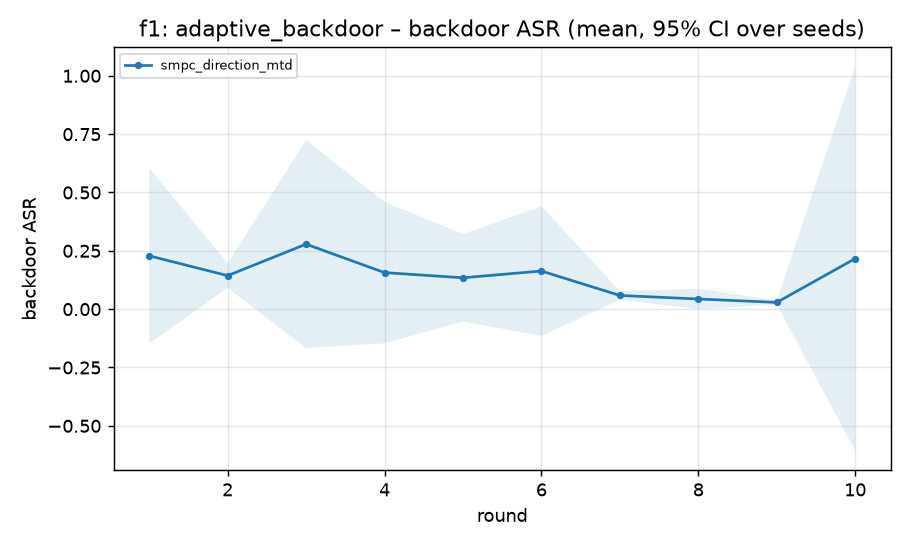 f1: adaptive_backdoor – backdoor ASR (mean, 95% CI over seeds)
smpc_direction_mtd
backdoor ASR
1.00
0.75
0.50
0.25
0.00
−0.25
−0.50
2 4 6 8 10
round